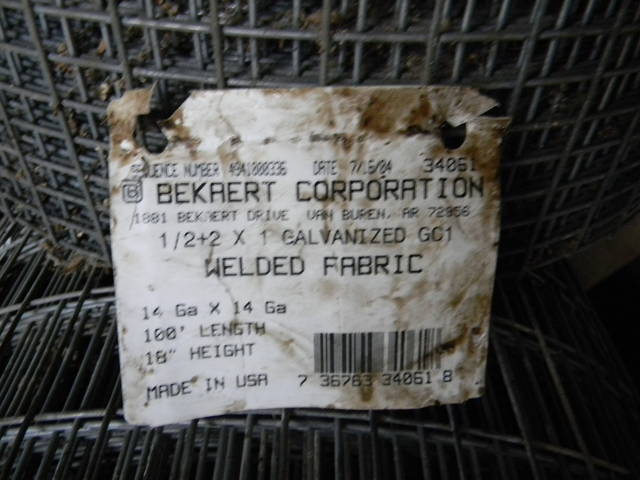 SEQUENCE NUMBER 4941000336 DATE 7/15/04 34061
B BEKAERT CORPORATION
1881 BEKAERT DRIVE VAN BUREN, AR 72956
1/2+2 X 1 GALVANIZED GC1
WELDED FABRIC
14 Ga X 14 Ga
100' LENGTH
18" HEIGHT
MADE IN USA 7 36763 34061 8